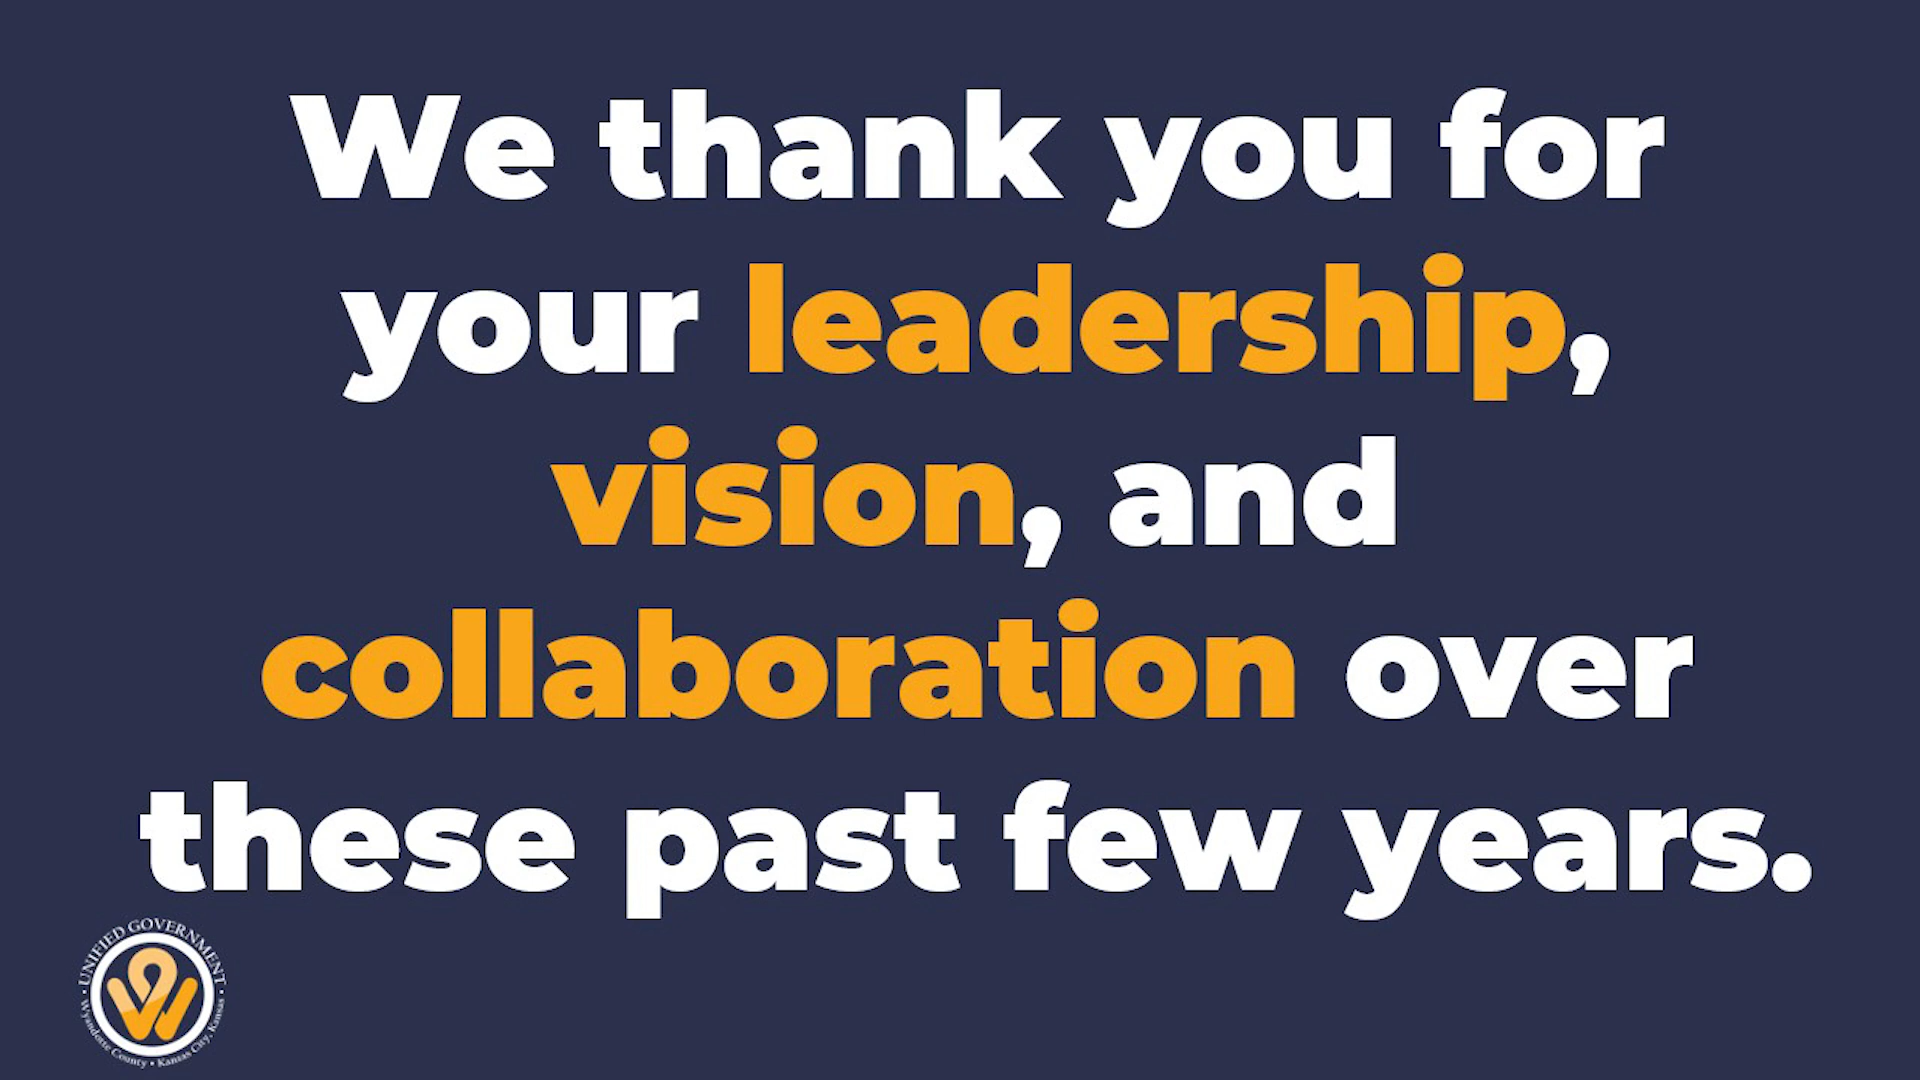 We thank you for
your leadership,
vision, and
collaboration over
these past few years.
UNIFIED GOVERNMENT
Wyandotte County • Kansas City, Kansas